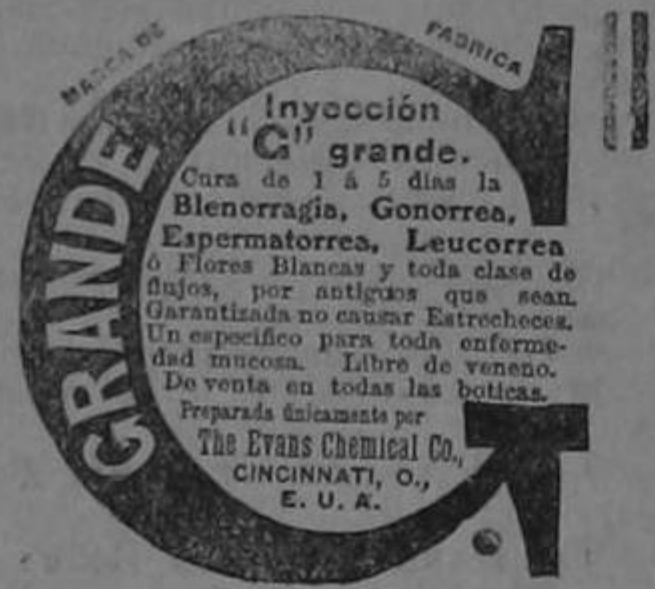 MARCA DE FABRICA
GRANDE
Inyección
"G" grande.
Cura de 1 á 5 dias la
Blenorragia, Gonorrea,
Espermatorrea, Leucorrea
ó Flores Blancas y toda clase de
flujos, por antiguos que sean.
Garantizada no causar Estrecheces.
Un especifico para toda enferme-
dad mucosa. Libre de veneno.
De venta en todas las boticas.
Preparada únicamente por
The Evans Chemical Co.,
CINCINNATI, O.,
E. U. A.